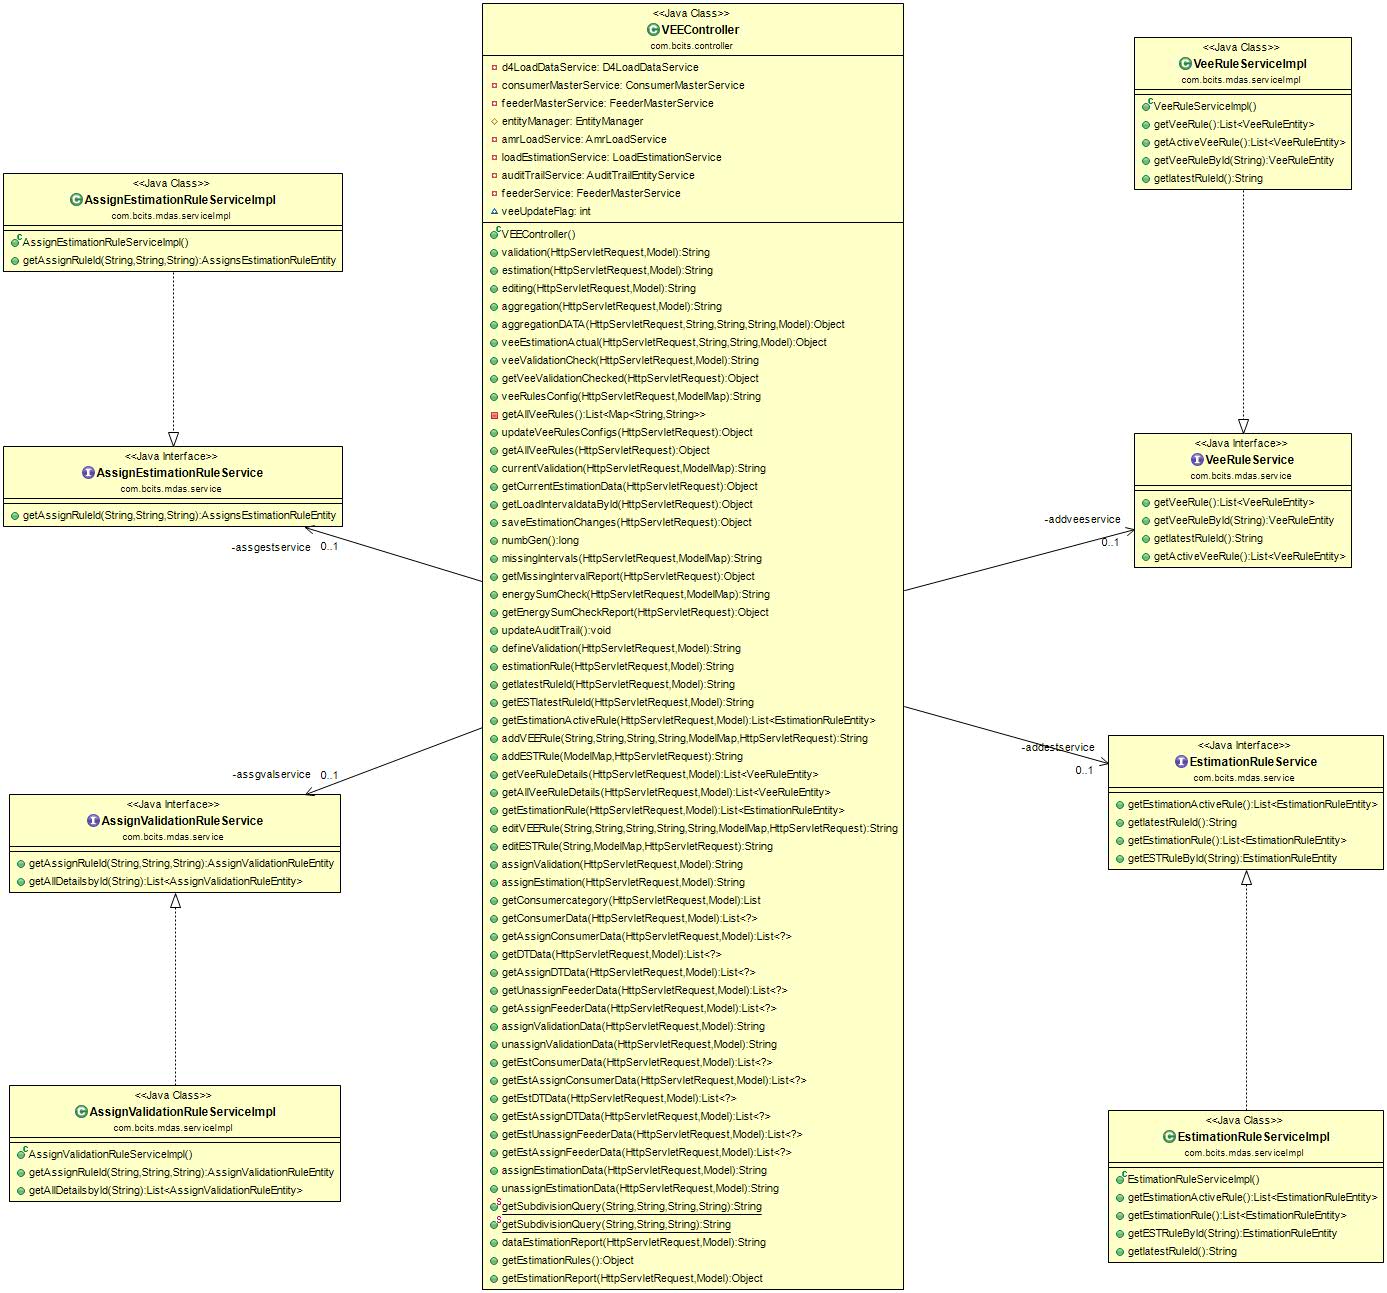 <<Java Class>>
VEEController
com.bcits.controller
d4LoadDataService: D4LoadDataService
consumerMasterService: ConsumerMasterService
feederMasterService: FeederMasterService
entityManager: EntityManager
amrLoadService: AmrLoadService
loadEstimationService: LoadEstimationService
auditTrailService: AuditTrailEntityService
feederService: FeederMasterService
veeUpdateFlag: int
VEEController()
validation(HttpServletRequest,Model):String
estimation(HttpServletRequest,Model):String
editing(HttpServletRequest,Model):String
aggregation(HttpServletRequest,Model):String
aggregationDATA(HttpServletRequest,String,String,String,Model):Object
veeEstimationActual(HttpServletRequest,String,String,Model):Object
veeValidationCheck(HttpServletRequest,Model):String
getVeeValidationChecked(HttpServletRequest):Object
veeRulesConfig(HttpServletRequest,ModelMap):String
getAllVeeRules():List<Map<String,String>>
updateVeeRulesConfigs(HttpServletRequest):Object
getAllVeeRules(HttpServletRequest):Object
currentValidation(HttpServletRequest,ModelMap):String
getCurrentEstimationData(HttpServletRequest):Object
getLoadIntervaldataById(HttpServletRequest):Object
saveEstimationChanges(HttpServletRequest):Object
numbGen():long
missingIntervals(HttpServletRequest,ModelMap):String
getMissingIntervalReport(HttpServletRequest):Object
energySumCheck(HttpServletRequest,ModelMap):String
getEnergySumCheckReport(HttpServletRequest):Object
updateAuditTrail():void
defineValidation(HttpServletRequest,Model):String
estimationRule(HttpServletRequest,Model):String
getlatestRuleId(HttpServletRequest,Model):String
getESTlatestRuleId(HttpServletRequest,Model):String
getEstimationActiveRule(HttpServletRequest,Model):List<EstimationRuleEntity>
addVEERule(String,String,String,String,ModelMap,HttpServletRequest):String
addESTRule(ModelMap,HttpServletRequest):String
getVeeRuleDetails(HttpServletRequest,Model):List<VeeRuleEntity>
getAllVeeRuleDetails(HttpServletRequest,Model):List<VeeRuleEntity>
getEstimationRule(HttpServletRequest,Model):List<EstimationRuleEntity>
editVEERule(String,String,String,String,String,ModelMap,HttpServletRequest):String
editESTRule(String,ModelMap,HttpServletRequest):String
assignValidation(HttpServletRequest,Model):String
assignEstimation(HttpServletRequest,Model):String
getConsumercategory(HttpServletRequest,Model):List
getConsumerData(HttpServletRequest,Model):List<?>
getAssignConsumerData(HttpServletRequest,Model):List<?>
getDTData(HttpServletRequest,Model):List<?>
getAssignDTData(HttpServletRequest,Model):List<?>
getUnassignFeederData(HttpServletRequest,Model):List<?>
getAssignFeederData(HttpServletRequest,Model):List<?>
assignValidationData(HttpServletRequest,Model):String
unassignValidationData(HttpServletRequest,Model):String
getEstConsumerData(HttpServletRequest,Model):List<?>
getEstAssignConsumerData(HttpServletRequest,Model):List<?>
getEstDTData(HttpServletRequest,Model):List<?>
getEstAssignDTData(HttpServletRequest,Model):List<?>
getEstUnassignFeederData(HttpServletRequest,Model):List<?>
getEstAssignFeederData(HttpServletRequest,Model):List<?>
assignEstimationData(HttpServletRequest,Model):String
unassignEstimationData(HttpServletRequest,Model):String
getSubdivisionQuery(String,String,String,String):String
getSubdivisionQuery(String,String,String):String
dataEstimationReport(HttpServletRequest,Model):String
getEstimationRules():Object
getEstimationReport(HttpServletRequest,Model):Object
<<Java Class>>
AssignEstimationRuleServiceImpl
com.bcits.mdas.serviceImpl
AssignEstimationRuleServiceImpl()
getAssignRuleId(String,String,String):AssignsEstimationRuleEntity
<<Java Interface>>
AssignEstimationRuleService
com.bcits.mdas.service
getAssignRuleId(String,String,String):AssignsEstimationRuleEntity
-assgestservice 0..1
-assgvalservice 0..1
<<Java Interface>>
AssignValidationRuleService
com.bcits.mdas.service
getAssignRuleId(String,String,String):AssignValidationRuleEntity
getAllDetailsbyId(String):List<AssignValidationRuleEntity>
<<Java Class>>
AssignValidationRuleServiceImpl
com.bcits.mdas.serviceImpl
AssignValidationRuleServiceImpl()
getAssignRuleId(String,String,String):AssignValidationRuleEntity
getAllDetailsbyId(String):List<AssignValidationRuleEntity>
<<Java Class>>
VeeRuleServiceImpl
com.bcits.mdas.serviceImpl
VeeRuleServiceImpl()
getVeeRule():List<VeeRuleEntity>
getActiveVeeRule():List<VeeRuleEntity>
getVeeRuleById(String):VeeRuleEntity
getlatestRuleId():String
<<Java Interface>>
VeeRuleService
com.bcits.mdas.service
getVeeRule():List<VeeRuleEntity>
getVeeRuleById(String):VeeRuleEntity
getlatestRuleId():String
getActiveVeeRule():List<VeeRuleEntity>
-addveeservice
0..1
-addestservice
0..1
<<Java Interface>>
EstimationRuleService
com.bcits.mdas.service
getEstimationActiveRule():List<EstimationRuleEntity>
getlatestRuleId():String
getEstimationRule():List<EstimationRuleEntity>
getESTRuleById(String):EstimationRuleEntity
<<Java Class>>
EstimationRuleServiceImpl
com.bcits.mdas.serviceImpl
EstimationRuleServiceImpl()
getEstimationActiveRule():List<EstimationRuleEntity>
getEstimationRule():List<EstimationRuleEntity>
getESTRuleById(String):EstimationRuleEntity
getlatestRuleId():String